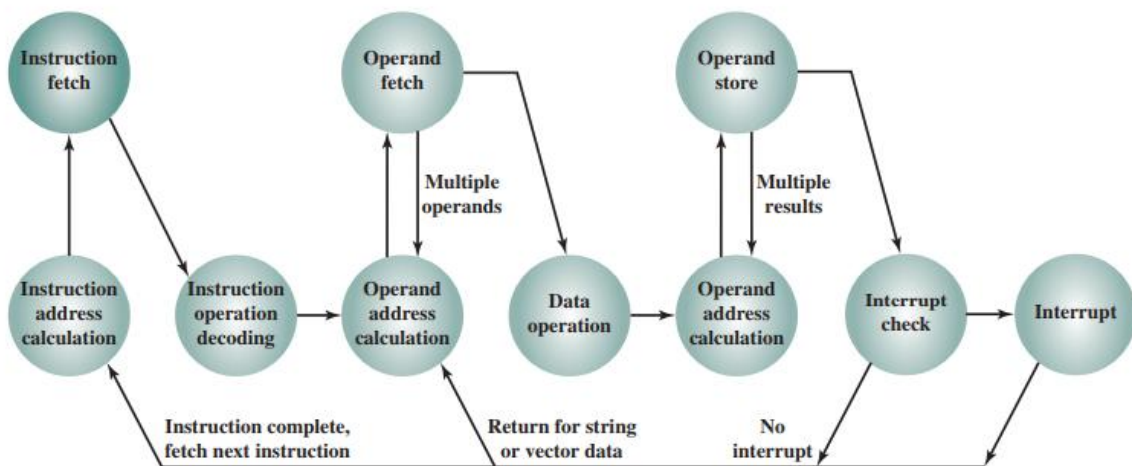 Instruction
fetch
Operand
fetch
Operand
store
Multiple
operands
Multiple
results
Instruction
address
calculation
Instruction
operation
decoding
Operand
address
calculation
Data
operation
Operand
address
calculation
Interrupt
check
Interrupt
Instruction complete,
fetch next instruction
Return for string
or vector data
No
interrupt